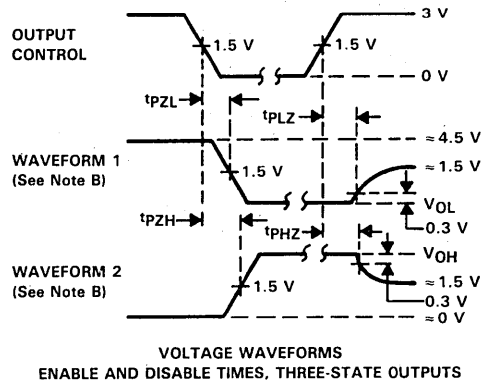 OUTPUT
CONTROL
3 V
1.5 V
1.5 V
0 V
tPZL
tPLZ
≈ 4.5 V
WAVEFORM 1
(See Note B)
1.5 V
≈ 1.5 V
VOL
0.3 V
tPZH
tPHZ
VOH
WAVEFORM 2
(See Note B)
1.5 V
≈ 1.5 V
0.3 V
≈ 0 V
VOLTAGE WAVEFORMS
ENABLE AND DISABLE TIMES, THREE-STATE OUTPUTS